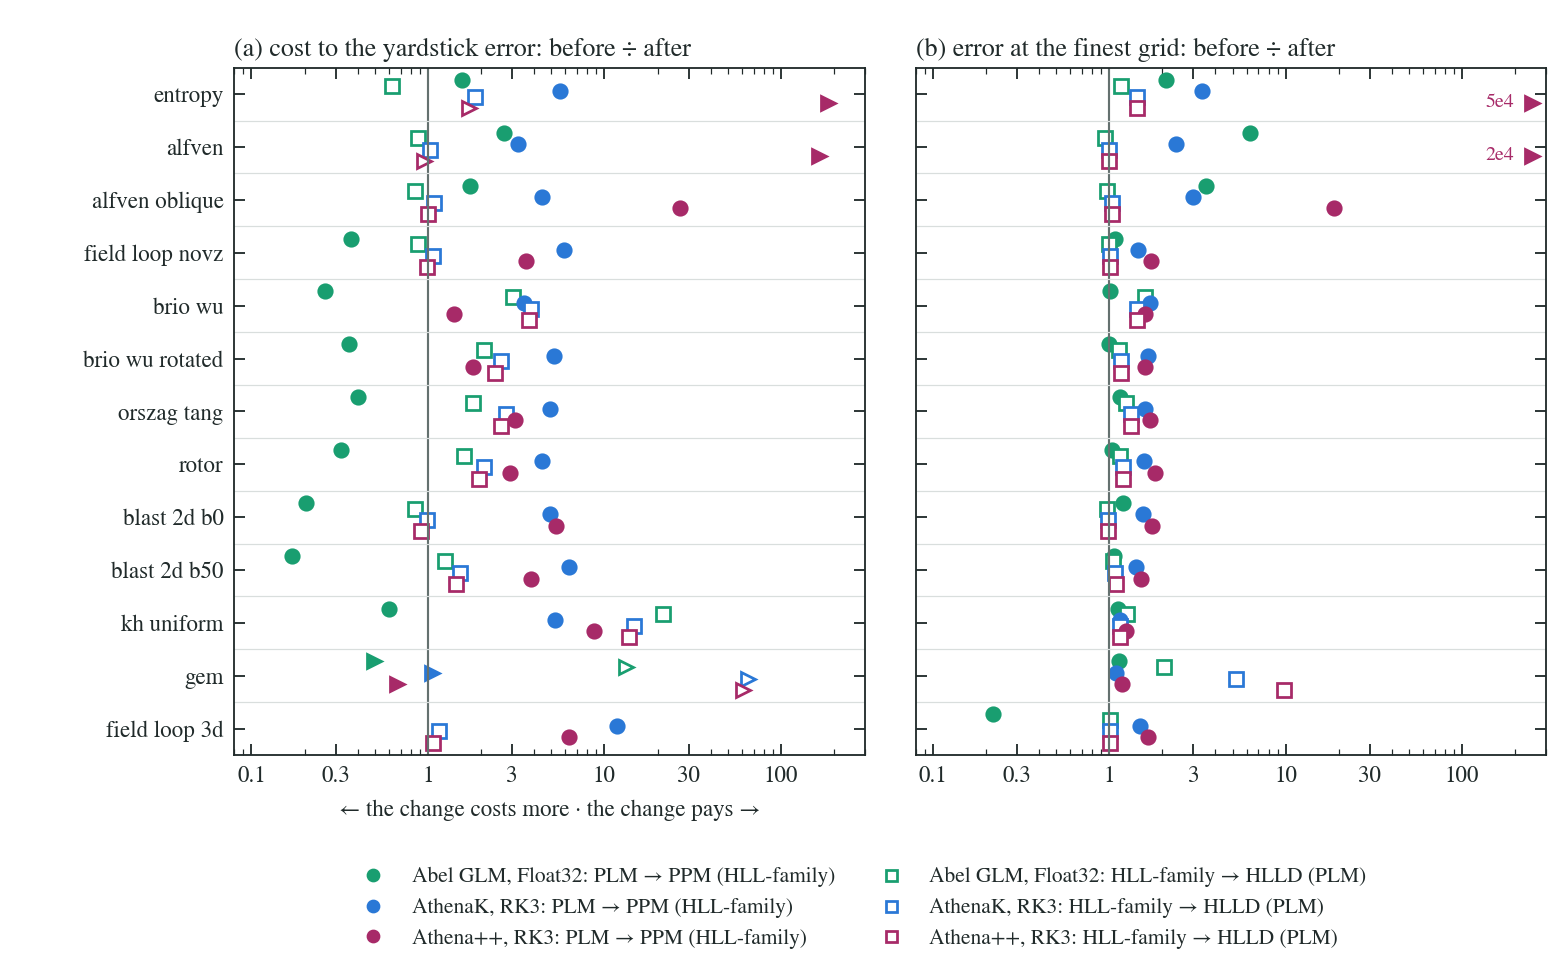 (a) cost to the yardstick error: before ÷ after
(b) error at the finest grid: before ÷ after
entropy
5e4
alfven
2e4
alfven oblique
field loop novz
brio wu
brio wu rotated
orszag tang
rotor
blast 2d b0
blast 2d b50
kh uniform
gem
field loop 3d
0.1 0.3 1 3 10 30 100
0.1 0.3 1 3 10 30 100
← the change costs more · the change pays →
Abel GLM, Float32: PLM → PPM (HLL-family)
AthenaK, RK3: PLM → PPM (HLL-family)
Athena++, RK3: PLM → PPM (HLL-family)
Abel GLM, Float32: HLL-family → HLLD (PLM)
AthenaK, RK3: HLL-family → HLLD (PLM)
Athena++, RK3: HLL-family → HLLD (PLM)